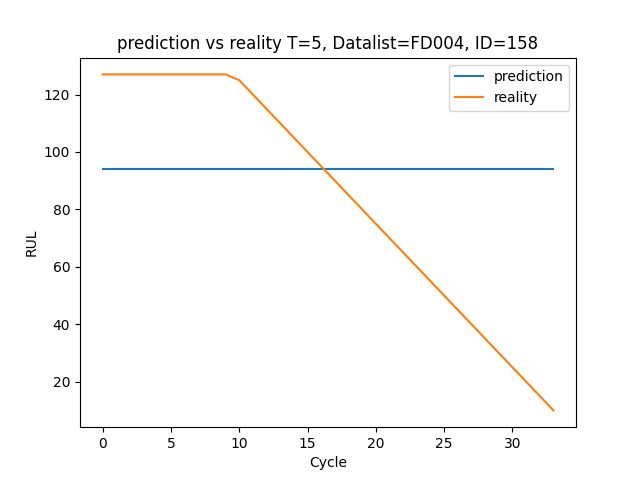 prediction vs reality T=5, Datalist=FD004, ID=158
prediction
reality
120
100
80
60
40
20
RUL
0 5 10 15 20 25 30
Cycle